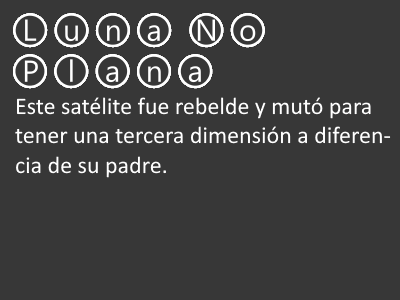 Luna No
Plana
Este satélite fue rebelde y mutó para
tener una tercera dimensión a diferen-
cia de su padre.